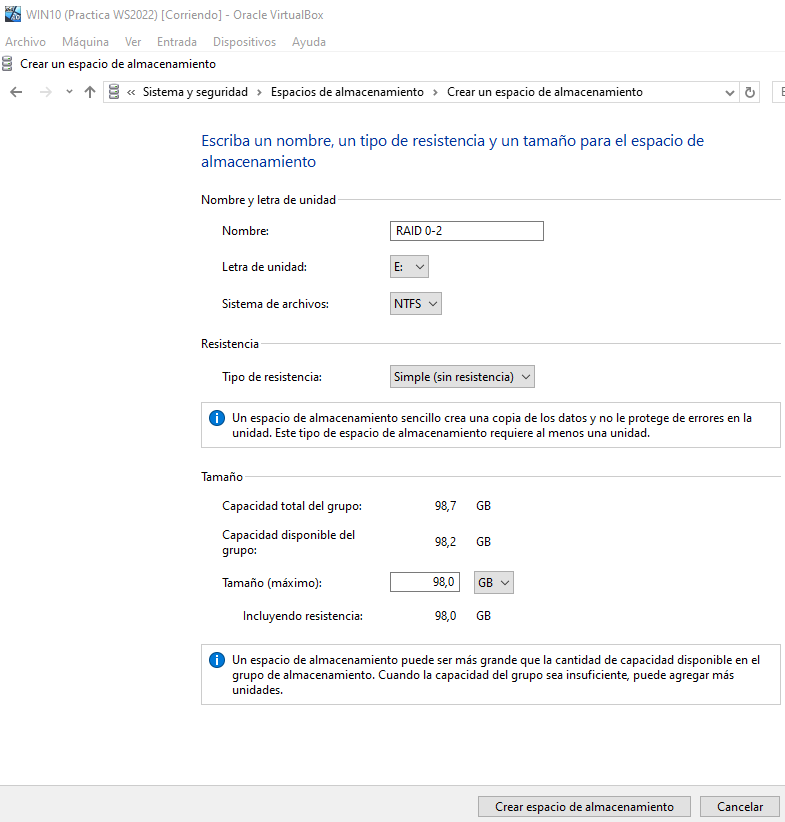 WIN10 (Practica WS2022) [Corriendo] - Oracle VirtualBox
Archivo Máquina Ver Entrada Dispositivos Ayuda
Crear un espacio de almacenamiento
« Sistema y seguridad > Espacios de almacenamiento > Crear un espacio de almacenamiento
Escriba un nombre, un tipo de resistencia y un tamaño para el espacio de
almacenamiento
Nombre y letra de unidad
Nombre: RAID 0-2
Letra de unidad: E:
Sistema de archivos: NTFS
Resistencia
Tipo de resistencia: Simple (sin resistencia)
Un espacio de almacenamiento sencillo crea una copia de los datos y no le protege de errores en la
unidad. Este tipo de espacio de almacenamiento requiere al menos una unidad.
Tamaño
Capacidad total del grupo: 98,7 GB
Capacidad disponible del
grupo: 98,2 GB
Tamaño (máximo): 98,0 GB
Incluyendo resistencia: 98,0 GB
Un espacio de almacenamiento puede ser más grande que la cantidad de capacidad disponible en el
grupo de almacenamiento. Cuando la capacidad del grupo sea insuficiente, puede agregar más
unidades.
Crear espacio de almacenamiento Cancelar